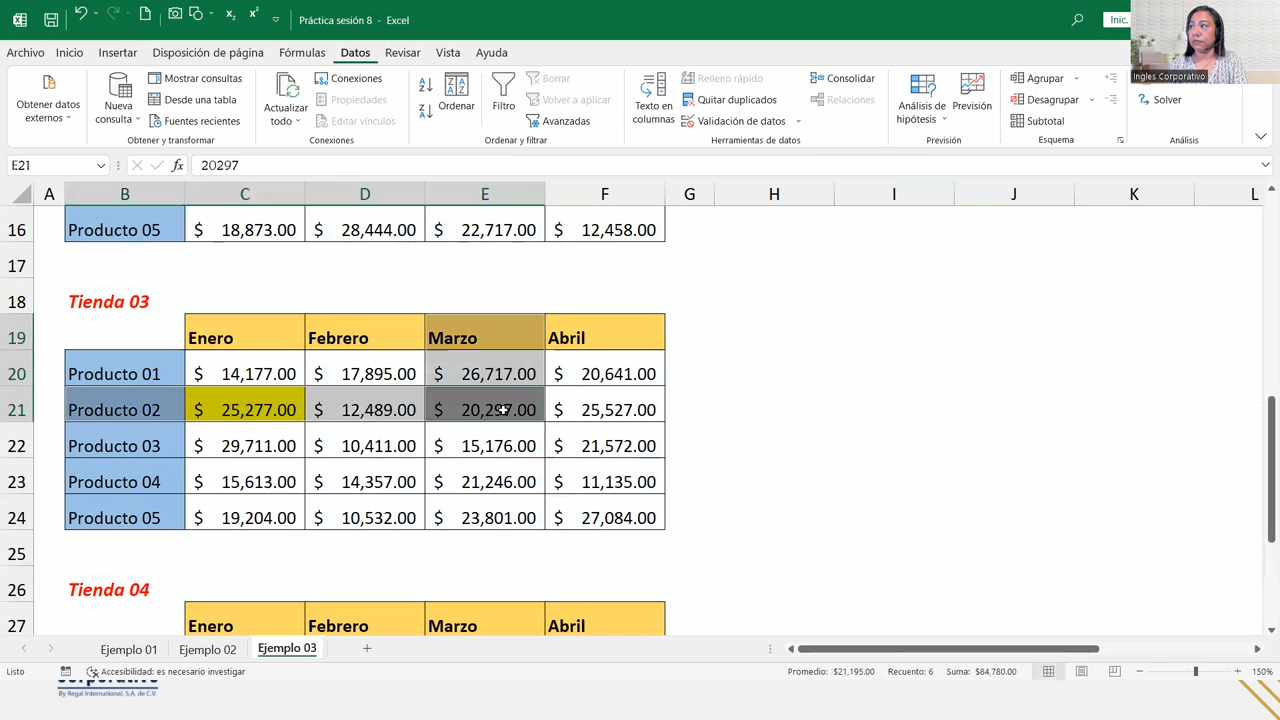 Práctica sesión 8 - Excel
Inic.
Archivo Inicio Insertar Disposición de página Fórmulas Datos Revisar Vista Ayuda
Ingles Corporativo
Obtener datos externos
Nueva consulta
Mostrar consultas
Desde una tabla
Fuentes recientes
Obtener y transformar
Actualizar todo
Conexiones
Propiedades
Editar vínculos
Conexiones
Ordenar
Filtro
Borrar
Volver a aplicar
Avanzadas
Ordenar y filtrar
Texto en columnas
Relleno rápido
Quitar duplicados
Validación de datos
Consolidar
Relaciones
Herramientas de datos
Análisis de hipótesis
Previsión
Previsión
Agrupar
Desagrupar
Subtotal
Esquema
Solver
Análisis
E21 fx 20297
A B C D E F G H I J K L
16 Producto 05 $ 18,873.00 $ 28,444.00 $ 22,717.00 $ 12,458.00
17
18 Tienda 03
19 Enero Febrero Marzo Abril
20 Producto 01 $ 14,177.00 $ 17,895.00 $ 26,717.00 $ 20,641.00
21 Producto 02 $ 25,277.00 $ 12,489.00 $ 20,297.00 $ 25,527.00
22 Producto 03 $ 29,711.00 $ 10,411.00 $ 15,176.00 $ 21,572.00
23 Producto 04 $ 15,613.00 $ 14,357.00 $ 21,246.00 $ 11,135.00
24 Producto 05 $ 19,204.00 $ 10,532.00 $ 23,801.00 $ 27,084.00
25
26 Tienda 04
27 Enero Febrero Marzo Abril
Ejemplo 01 Ejemplo 02 Ejemplo 03
Listo Accesibilidad: es necesario investigar Promedio: $21,195.00 Recuento: 6 Suma: $84,780.00 150%
By Regal International, S.A. de C.V.